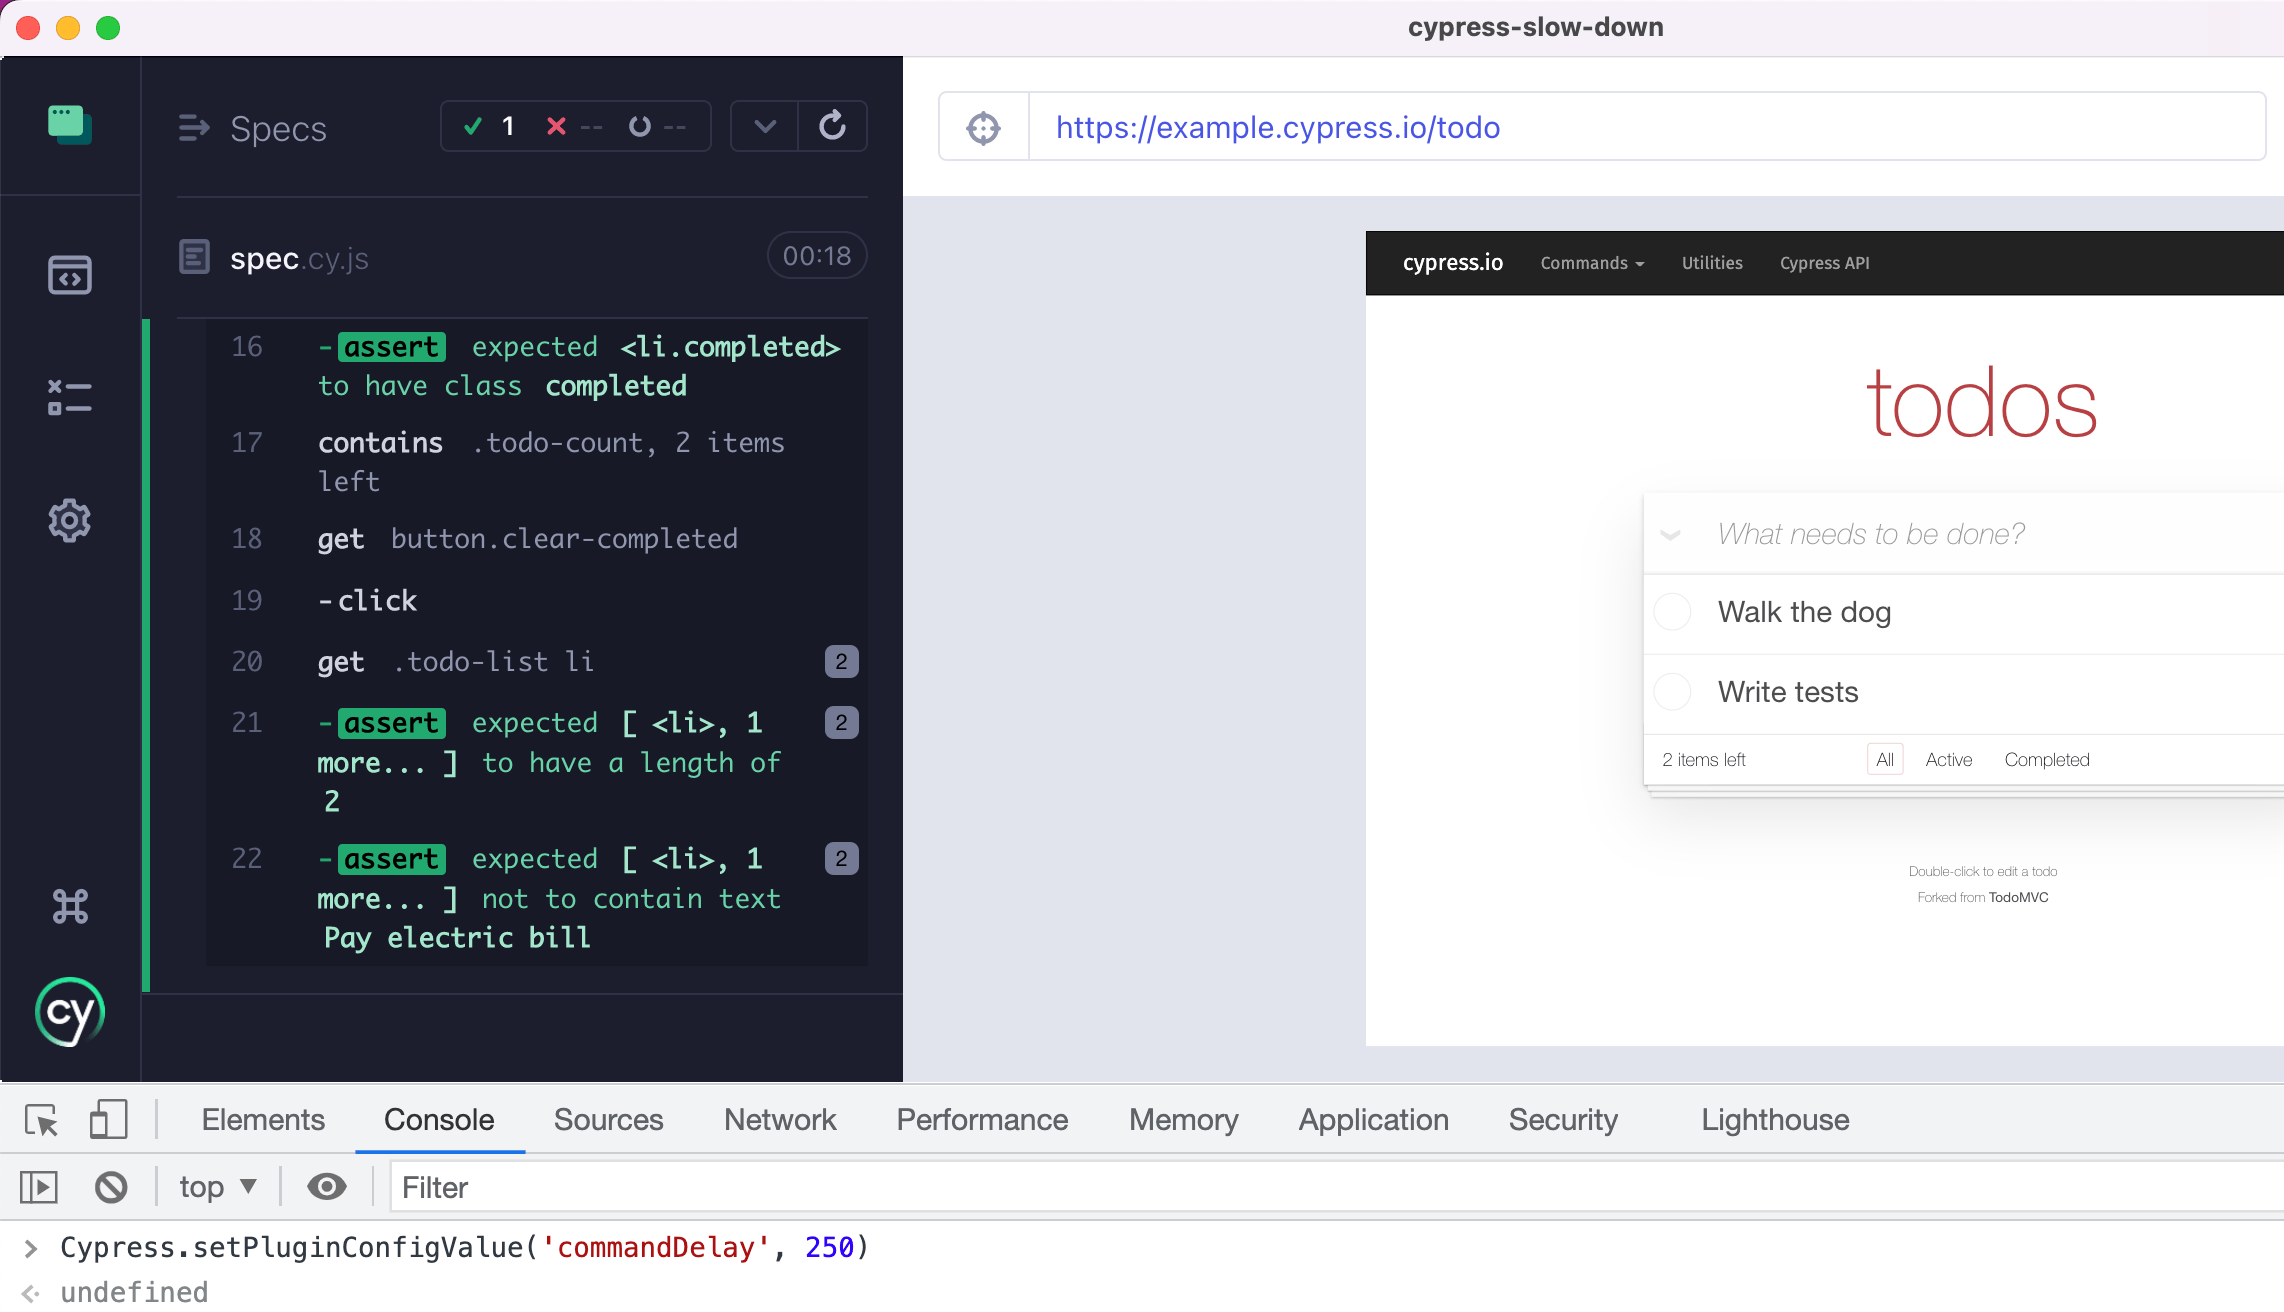 cypress-slow-down
Specs
1 -- --
https://example.cypress.io/todo
spec.cy.js
00:18
16 -assert expected <li.completed>
to have class completed
17 contains .todo-count, 2 items
left
18 get button.clear-completed
19 -click
20 get .todo-list li 2
21 -assert expected [ <li>, 1 2
more... ] to have a length of
2
22 -assert expected [ <li>, 1 2
more... ] not to contain text
Pay electric bill
cy
cypress.io Commands Utilities Cypress API
todos
What needs to be done?
Walk the dog
Write tests
2 items left All Active Completed
Double-click to edit a todo
Forked from TodoMVC
Elements Console Sources Network Performance Memory Application Security Lighthouse
top Filter
Cypress.setPluginConfigValue('commandDelay', 250)
undefined